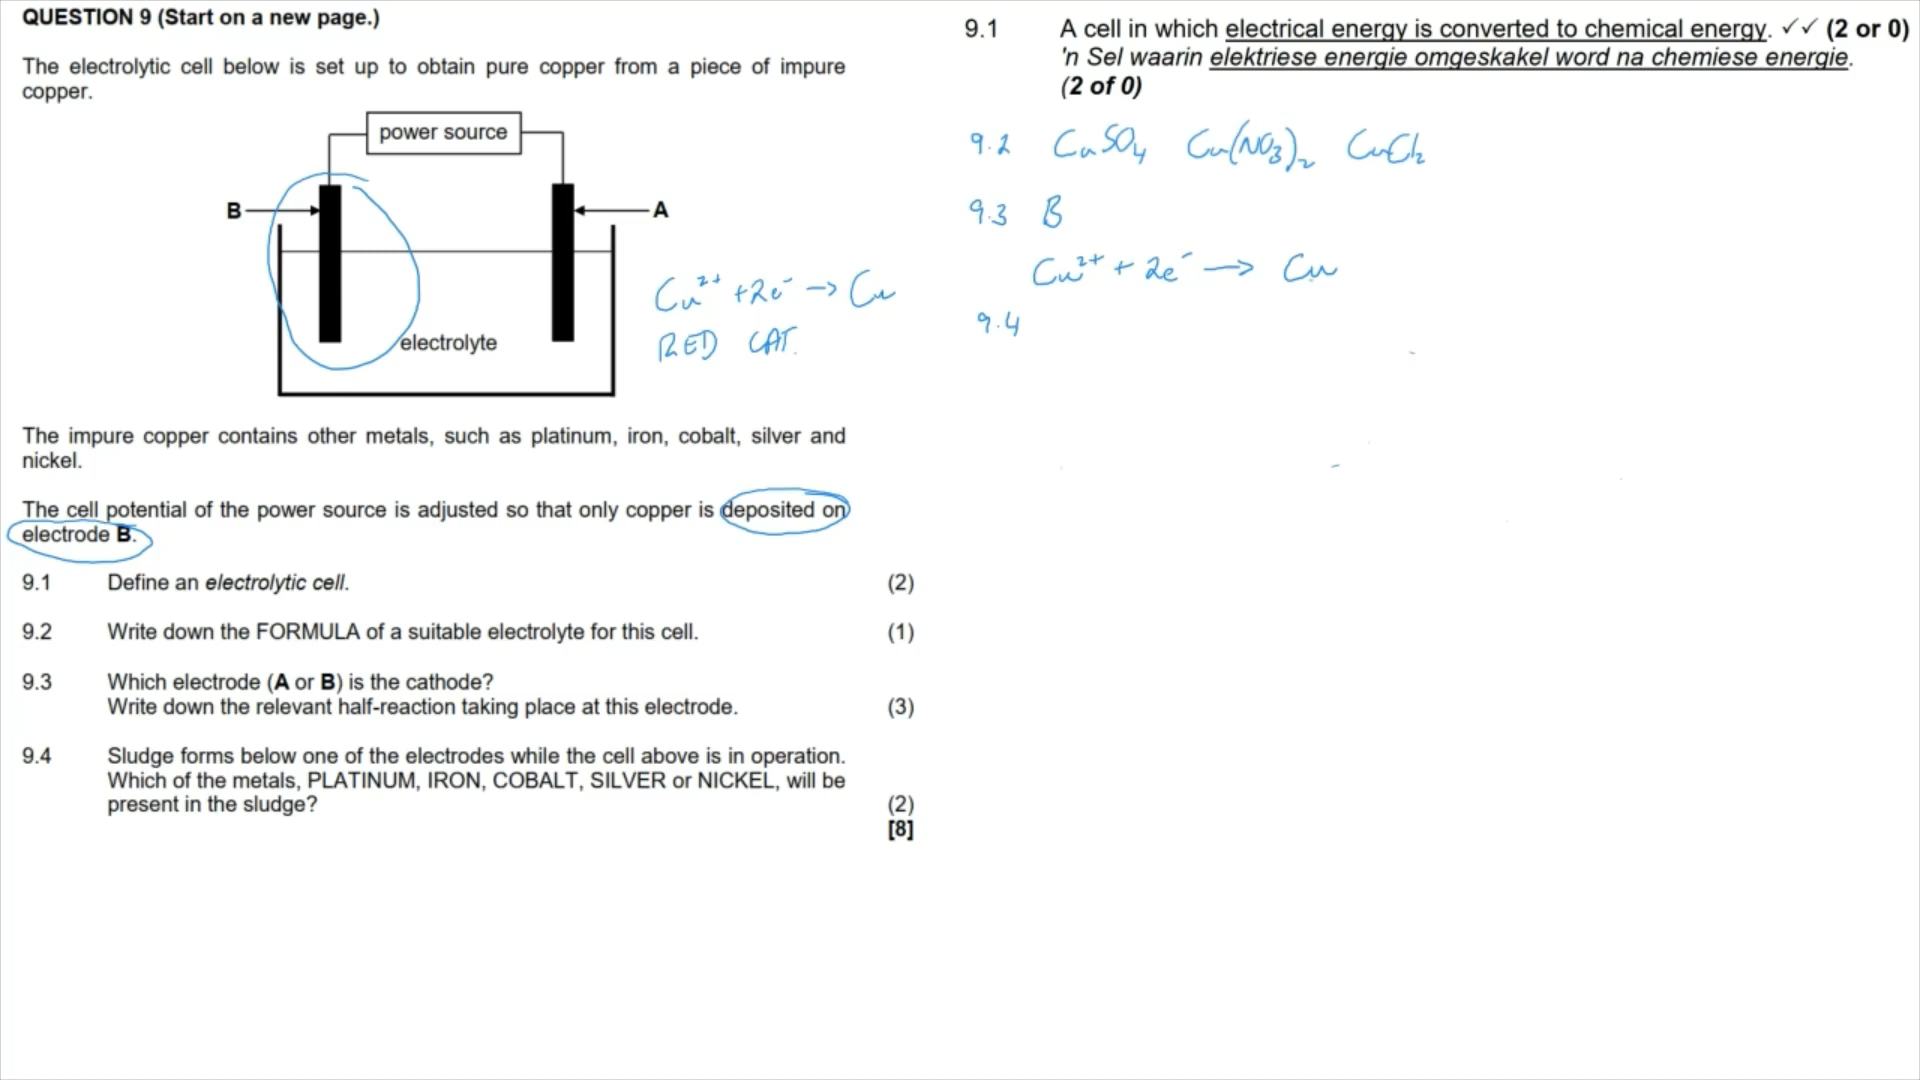 QUESTION 9 (Start on a new page.)
The electrolytic cell below is set up to obtain pure copper from a piece of impure
copper.
power source
B
A
electrolyte
Cu²⁺ + 2e⁻ → Cu
RED CAT.
The impure copper contains other metals, such as platinum, iron, cobalt, silver and
nickel.
The cell potential of the power source is adjusted so that only copper is deposited on
electrode B.
9.1 Define an electrolytic cell. (2)
9.2 Write down the FORMULA of a suitable electrolyte for this cell. (1)
9.3 Which electrode (A or B) is the cathode?
Write down the relevant half-reaction taking place at this electrode. (3)
9.4 Sludge forms below one of the electrodes while the cell above is in operation.
Which of the metals, PLATINUM, IRON, COBALT, SILVER or NICKEL, will be
present in the sludge? (2)
[8]
9.1 A cell in which electrical energy is converted to chemical energy. ✓✓ (2 or 0)
'n Sel waarin elektriese energie omgeskakel word na chemiese energie.
(2 of 0)
9.2 CuSO₄ Cu(NO₃)₂ CuCl₂
9.3 B
Cu²⁺ + 2e⁻ → Cu
9.4